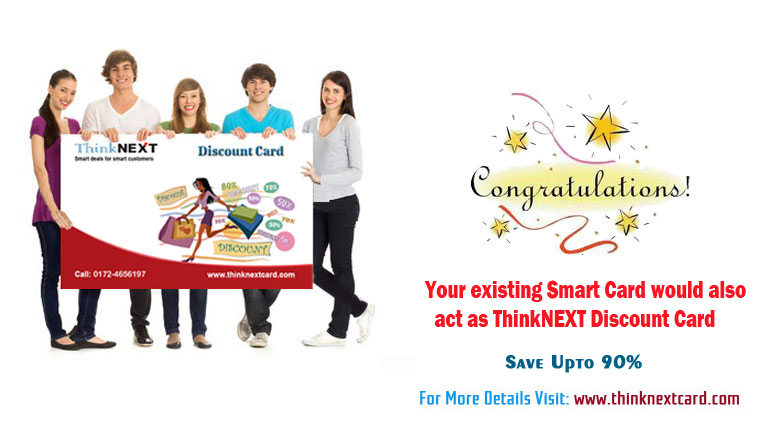 ThinkNEXT
Smart deals for smart customers
Discount Card
DISCOUNT
Call: 0172-4656197
www.thinknextcard.com
Congratulations!
Your existing Smart Card would also
act as ThinkNEXT Discount Card
Save Upto 90%
For More Details Visit: www.thinknextcard.com